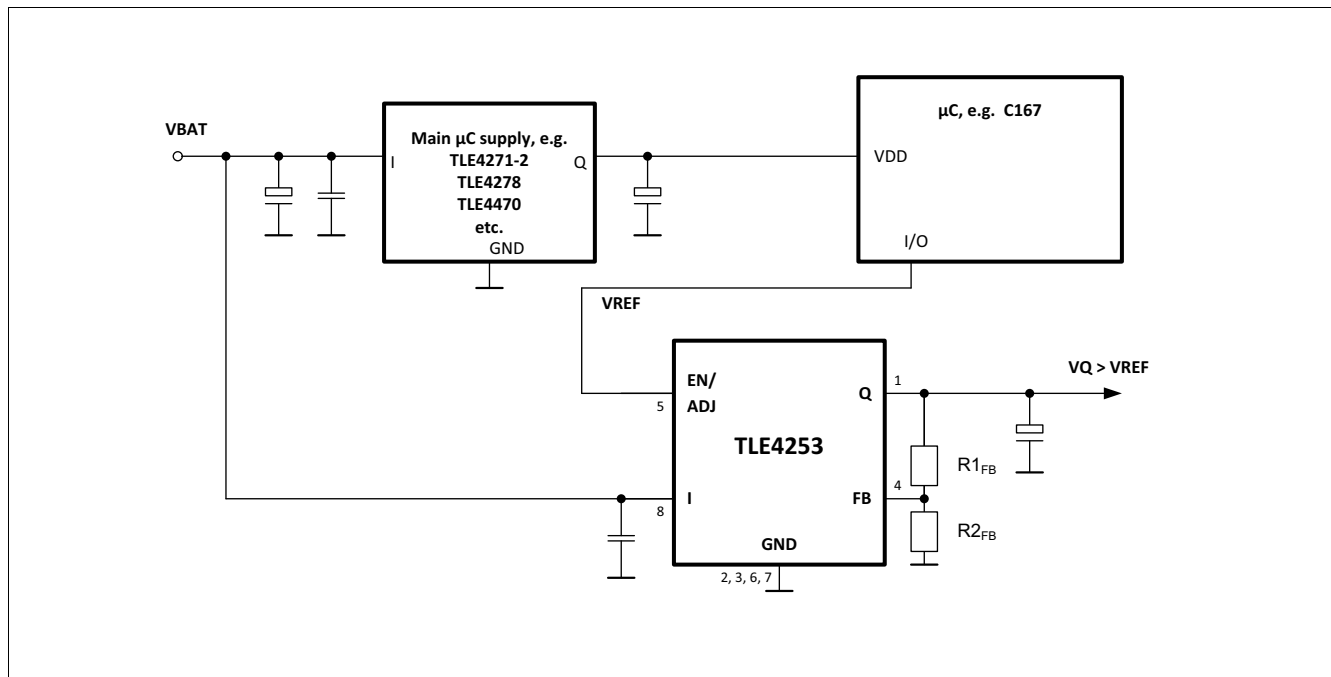 VBAT
I
Main µC supply, e.g.
TLE4271-2
TLE4278
TLE4470
etc.
Q
GND
µC, e.g. C167
VDD
I/O
VREF
EN/
ADJ
5
Q
1
VQ > VREF
TLE4253
R1FB
I
8
FB
4
R2FB
GND
2, 3, 6, 7